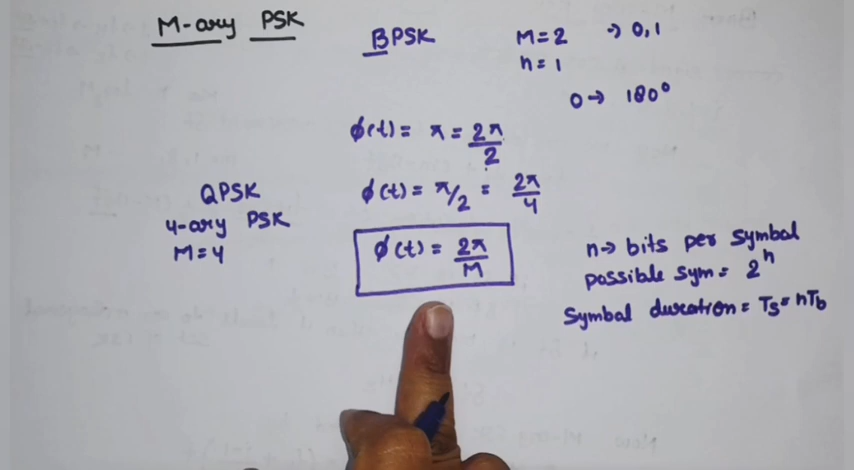 M-ary PSK
BPSK
M=2 → 0,1
n=1
0→ 180°
ϕ(t) = π = 2π/2
ϕ(t) = π/2 = 2π/4
QPSK
4-ary PSK
M=4
ϕ(t) = 2π/M
n→ bits per symbol
possible sym = 2^n
Symbol duration = Ts = nTb